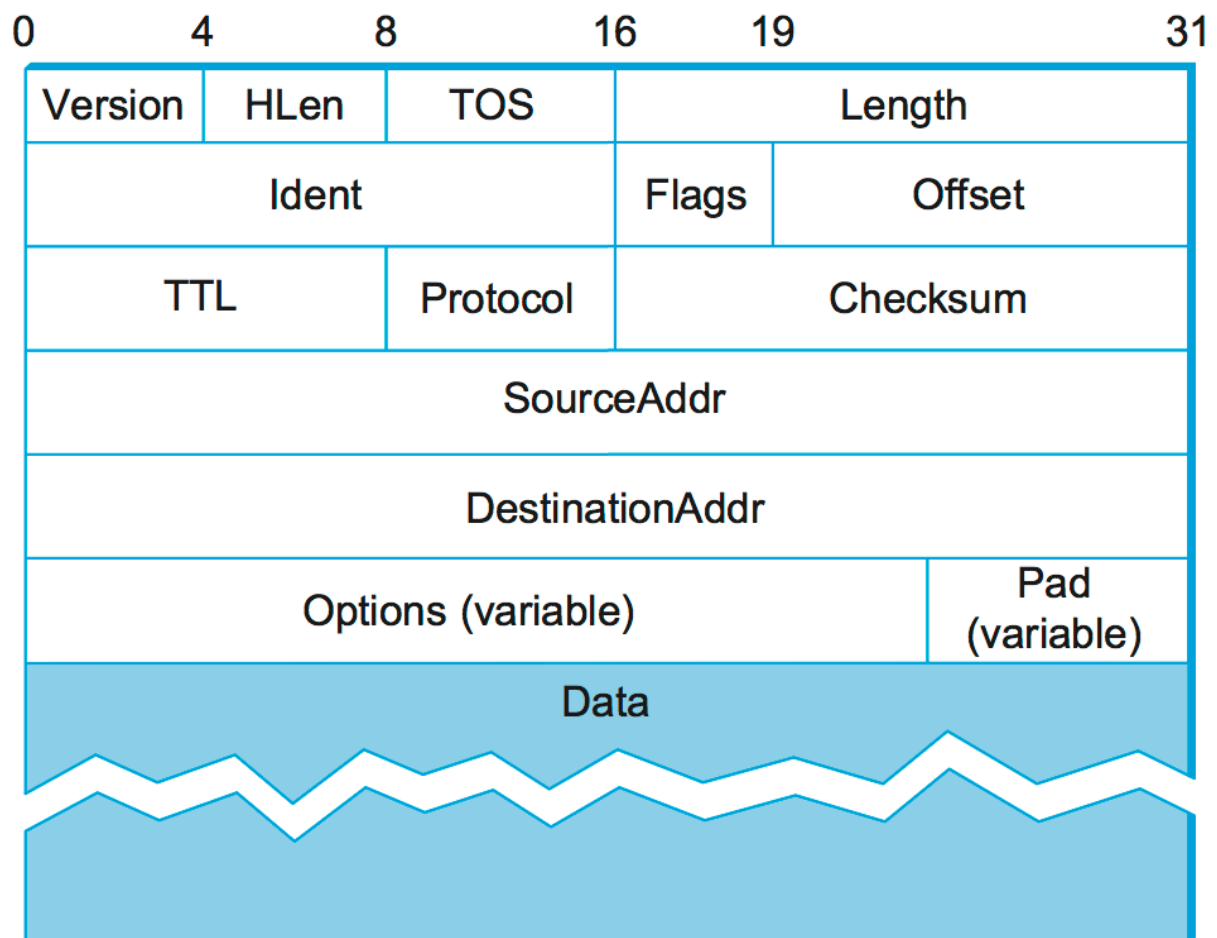 0 4 8 16 19 31
Version HLen TOS Length
Ident Flags Offset
TTL Protocol Checksum
SourceAddr
DestinationAddr
Options (variable) Pad
(variable)
Data